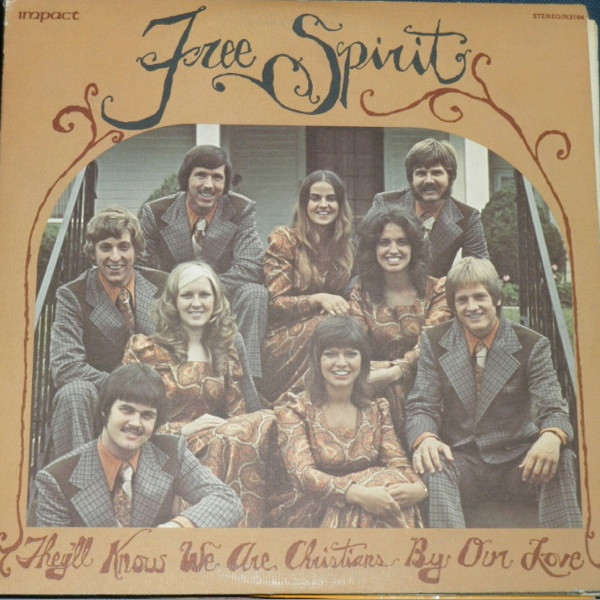 impact
STEREO/R3184
Free Spirit
They'll Know We Are Christians By Our Love